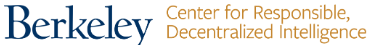 Berkeley
Center for Responsible,
Decentralized Intelligence